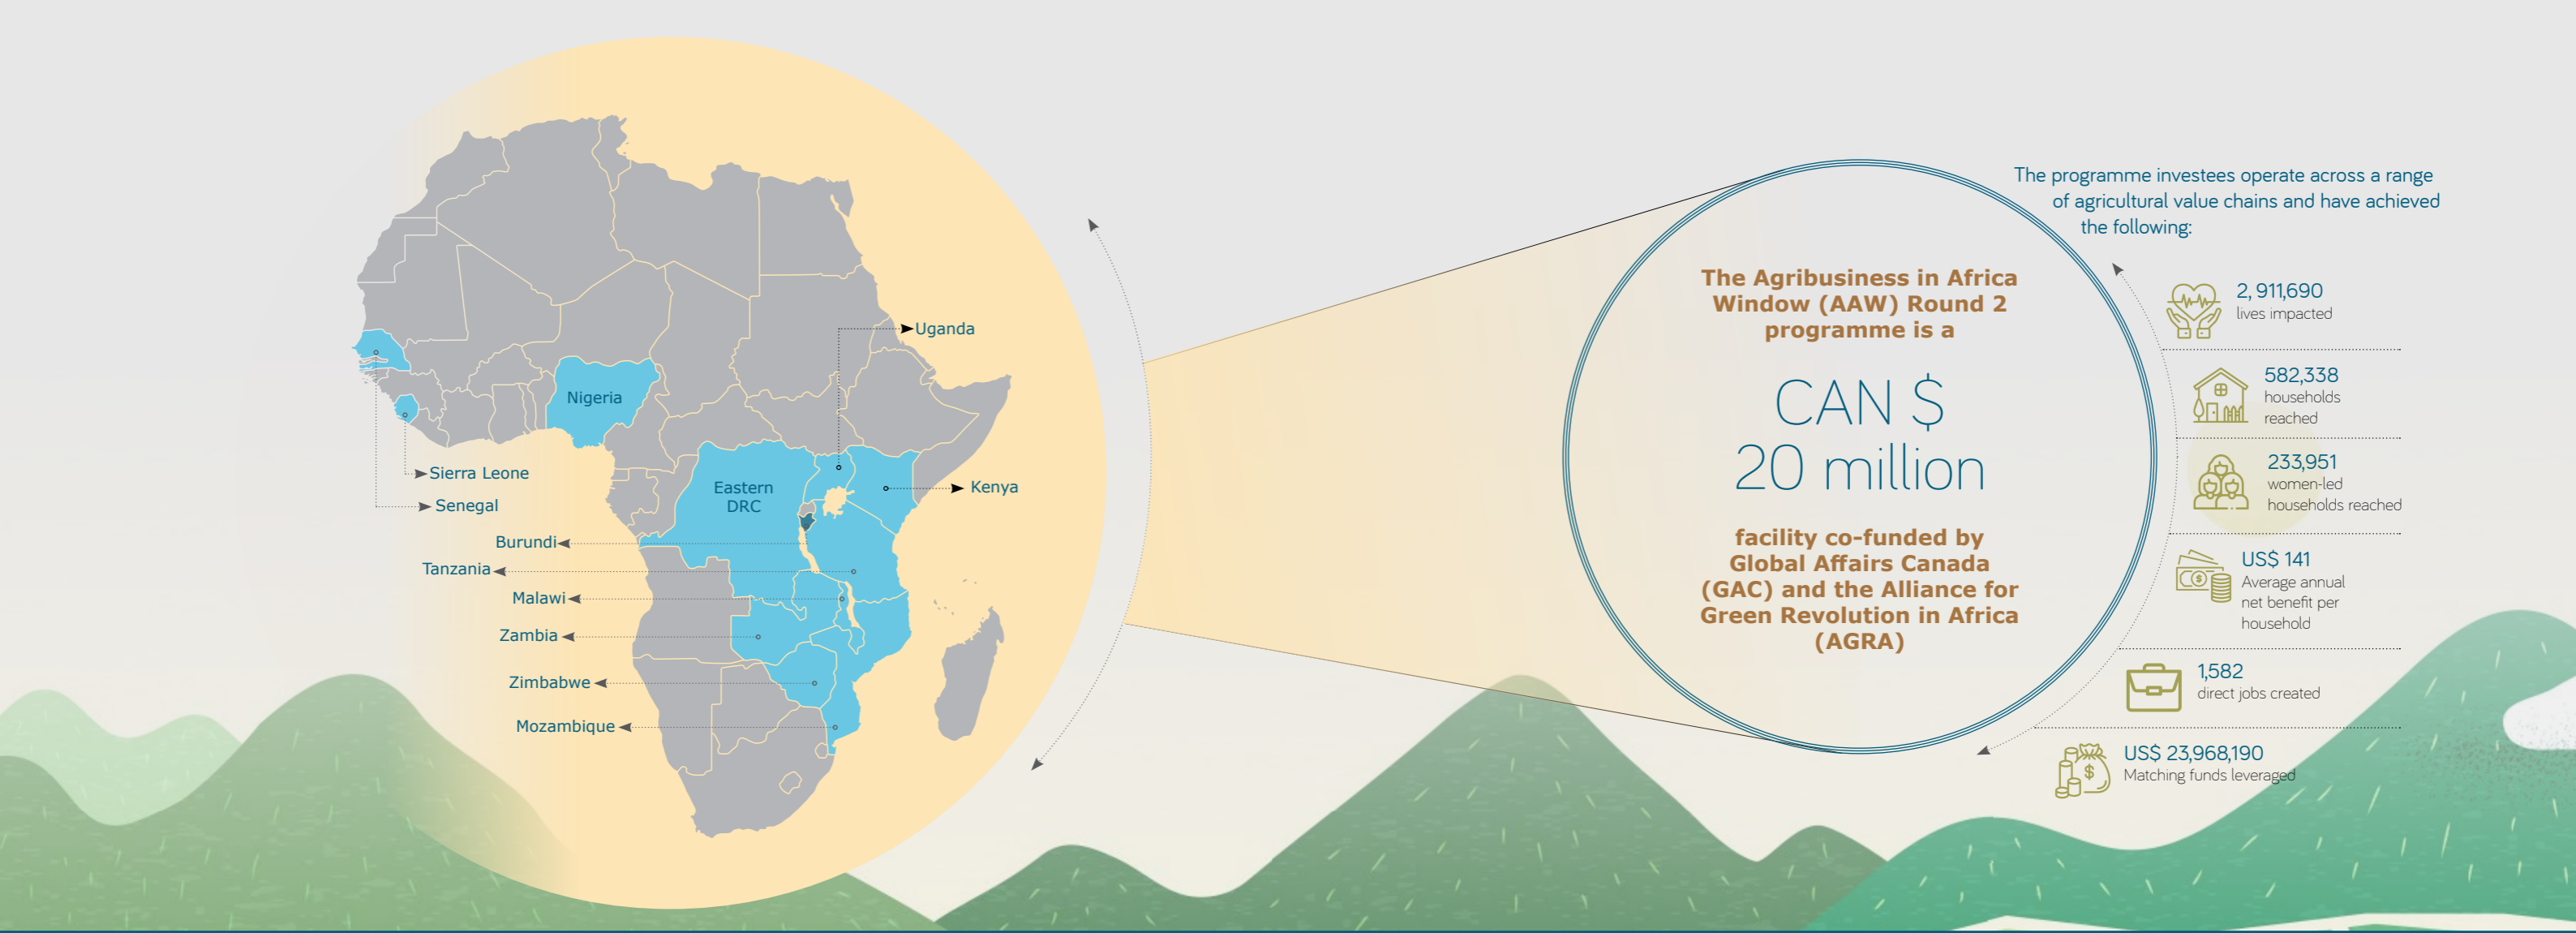 Uganda
Nigeria
Sierra Leone
Senegal
Eastern
DRC
Kenya
Burundi
Tanzania
Malawi
Zambia
Zimbabwe
Mozambique
The Agribusiness in Africa
Window (AAW) Round 2
programme is a
CAN $
20 million
facility co-funded by
Global Affairs Canada
(GAC) and the Alliance for
Green Revolution in Africa
(AGRA)
The programme investees operate across a range
of agricultural value chains and have achieved
the following:
2, 911,690
lives impacted
582,338
households
reached
233,951
women-led
households reached
US$ 141
Average annual
net benefit per
household
1,582
direct jobs created
US$ 23,968,190
Matching funds leveraged